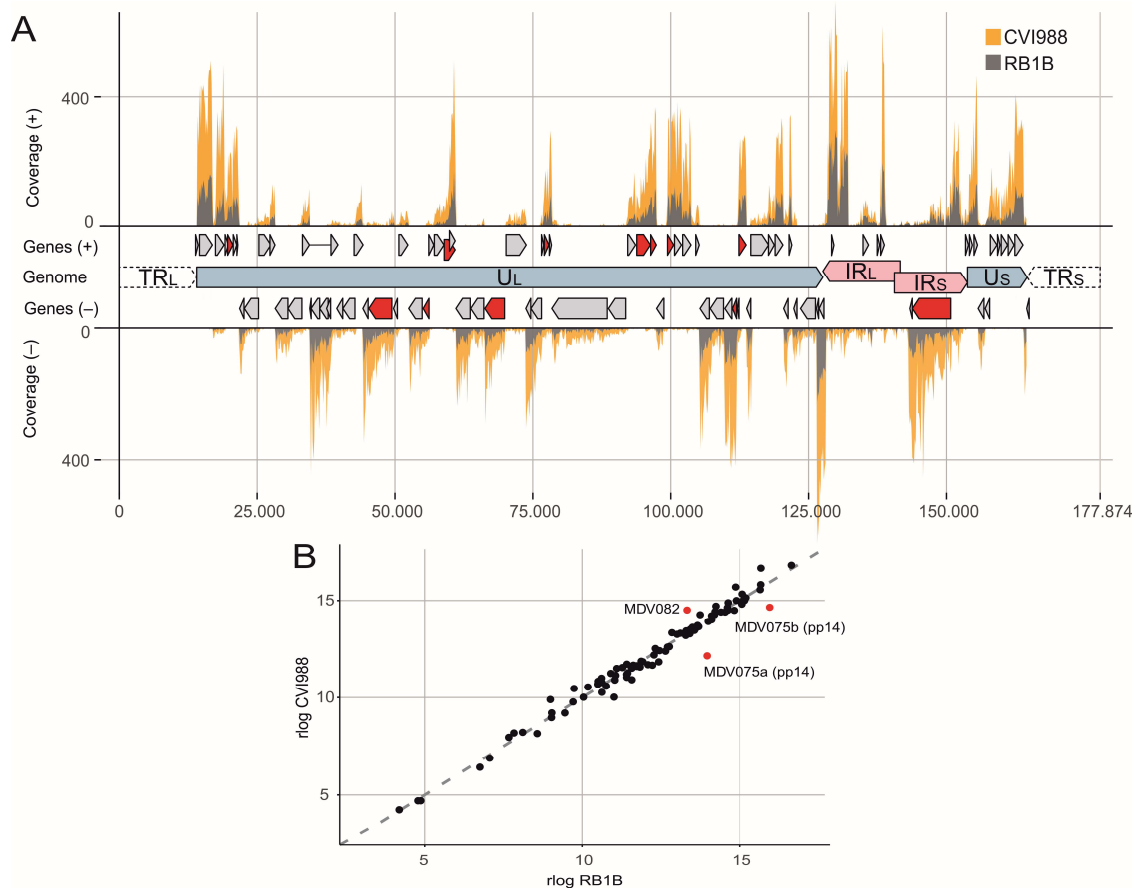 A
CVI988
RB1B
400
Coverage (+)
0
Genes (+)
Genome
TRL
UL
IRL
IRS
US
TRS
Genes (–)
0
Coverage (–)
400
0
25.000
50.000
75.000
100.000
125.000
150.000
177.874
B
15
MDV082
MDV075b (pp14)
MDV075a (pp14)
rlog CVI988
10
5
5
10
15
rlog RB1B